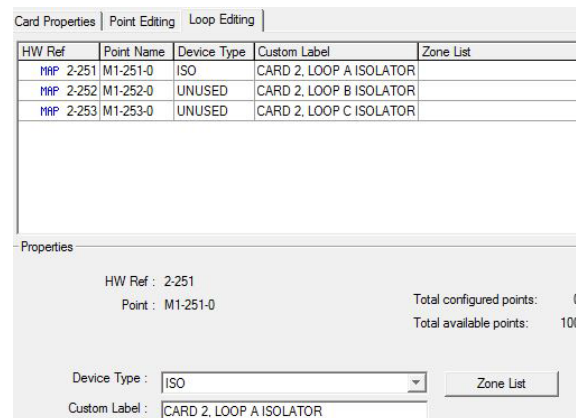 Card Properties Point Editing Loop Editing
HW Ref Point Name Device Type Custom Label Zone List
MAP 2-251 M1-251-0 ISO CARD 2, LOOP A ISOLATOR
MAP 2-252 M1-252-0 UNUSED CARD 2, LOOP B ISOLATOR
MAP 2-253 M1-253-0 UNUSED CARD 2, LOOP C ISOLATOR
Properties
HW Ref : 2-251
Point : M1-251-0
Total configured points:
Total available points: 100
Device Type : ISO Zone List
Custom Label : CARD 2, LOOP A ISOLATOR